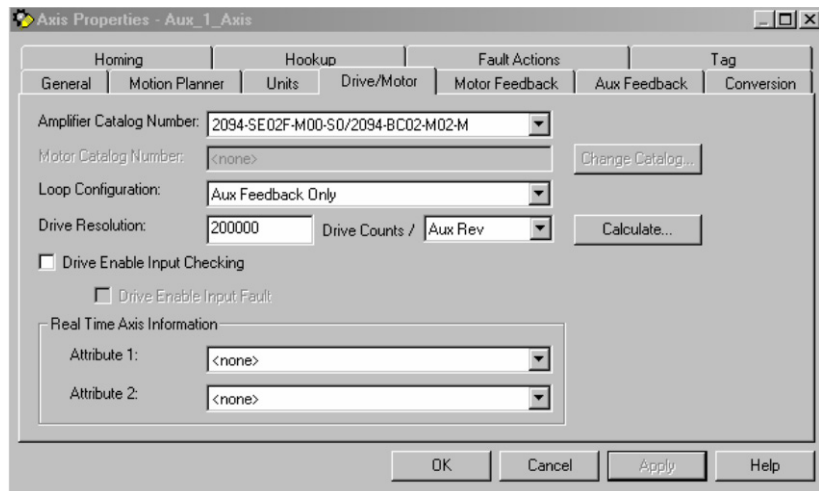 Axis Properties - Aux_1_Axis
Homing Hookup Fault Actions Tag
General Motion Planner Units Drive/Motor Motor Feedback Aux Feedback Conversion
Amplifier Catalog Number: 2094-SE02F-M00-S0/2094-BC02-M02-M
Motor Catalog Number: <none> Change Catalog...
Loop Configuration: Aux Feedback Only
Drive Resolution: 200000 Drive Counts / Aux Rev Calculate...
Drive Enable Input Checking
Drive Enable Input Fault
Real Time Axis Information
Attribute 1: <none>
Attribute 2: <none>
OK Cancel Apply Help